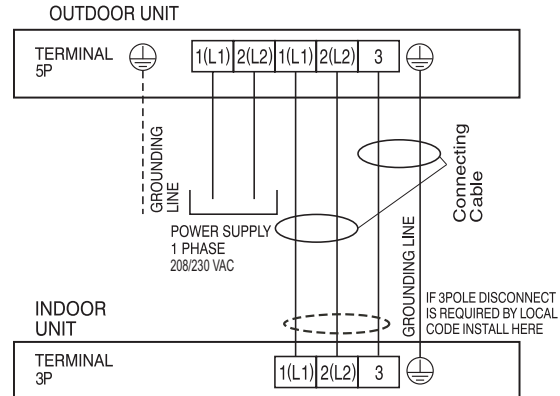 OUTDOOR UNIT
TERMINAL
5P
1(L1) 2(L2) 1(L1) 2(L2) 3
GROUNDING
LINE
POWER SUPPLY
1 PHASE
208/230 VAC
Connecting
Cable
GROUNDING LINE
IF 3POLE DISCONNECT
IS REQUIRED BY LOCAL
CODE INSTALL HERE
INDOOR
UNIT
TERMINAL
3P
1(L1) 2(L2) 3